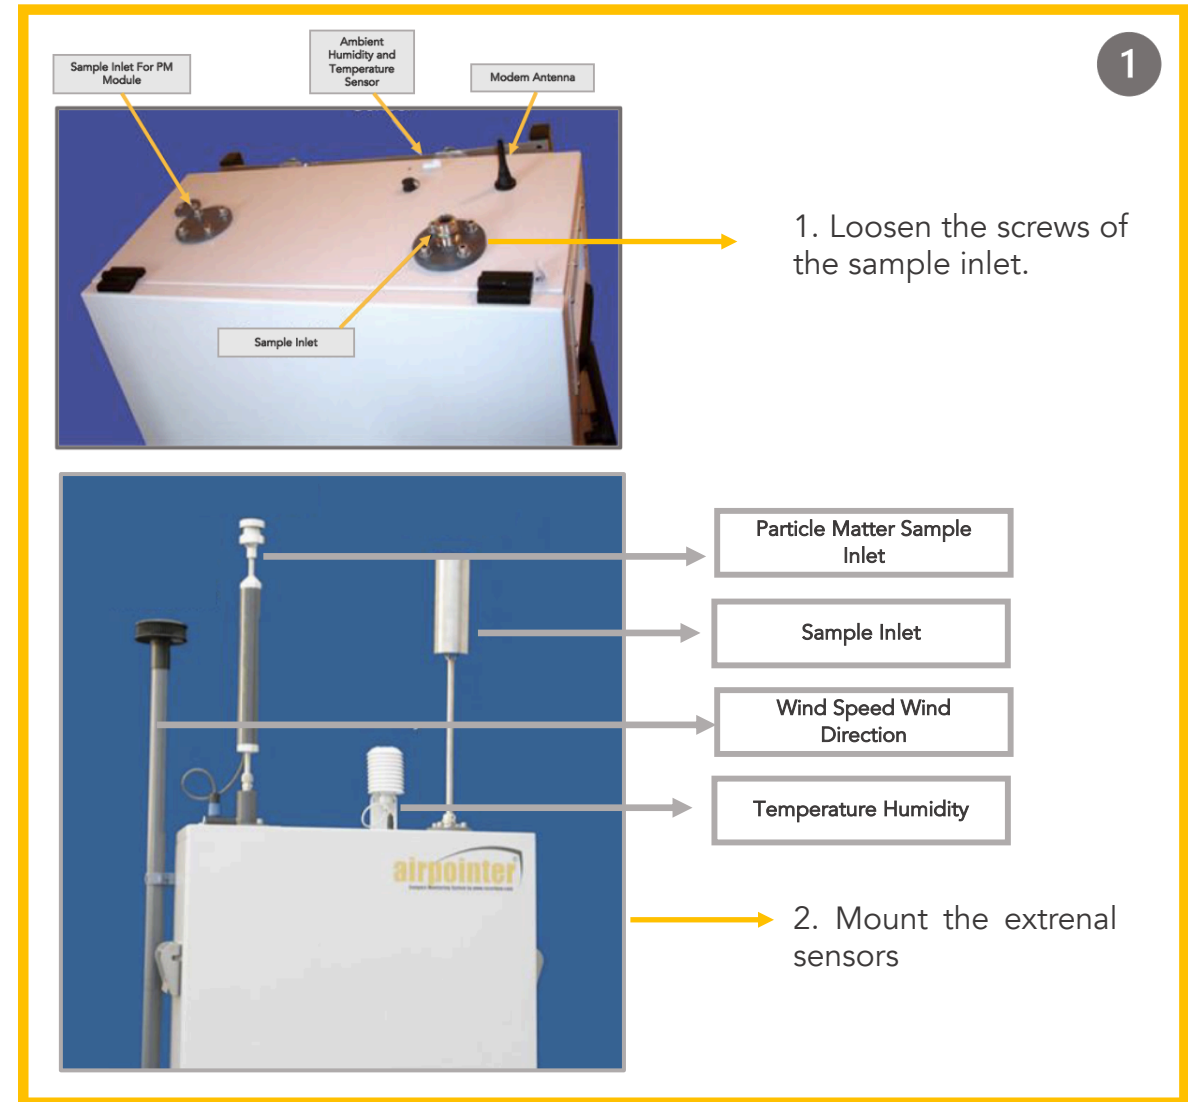 Sample Inlet For PM
Module
Ambient
Humidity and
Temperature
Sensor
Modem Antenna
1
Sample Inlet
1. Loosen the screws of
the sample inlet.
Particle Matter Sample
Inlet
Sample Inlet
Wind Speed Wind
Direction
Temperature Humidity
airpointer
2. Mount the extrenal
sensors